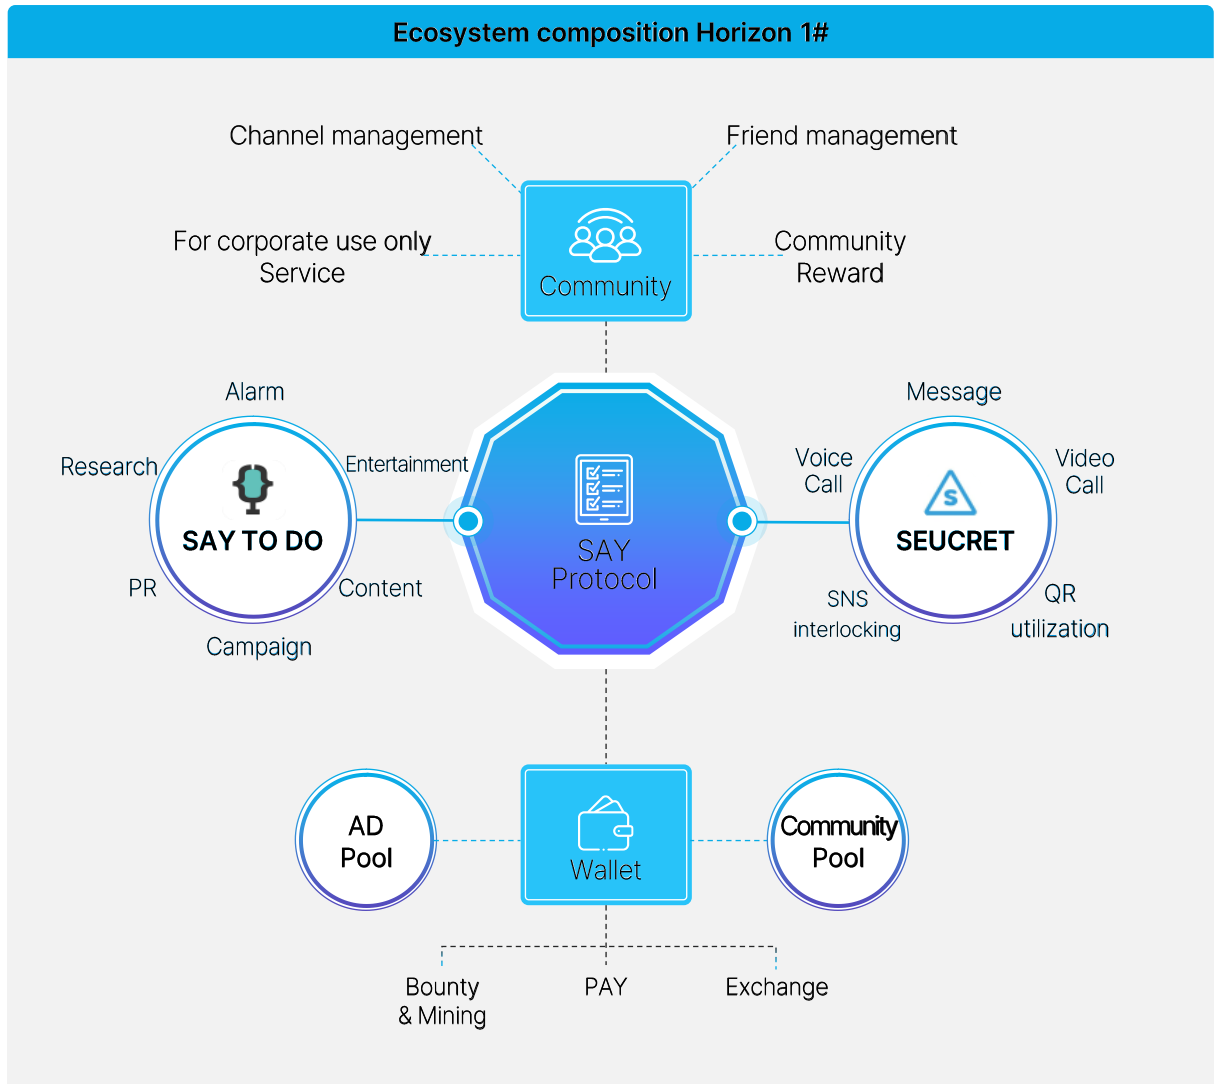 Ecosystem composition Horizon 1#
Channel management
Friend management
For corporate use only
Service
Community
Community
Reward
Alarm
Research
Entertainment
SAY TO DO
PR
Content
Campaign
SAY
Protocol
Message
Voice
Call
Video
Call
SEUCRET
SNS
interlocking
QR
utilization
AD
Pool
Wallet
Community
Pool
Bounty
& Mining
PAY
Exchange